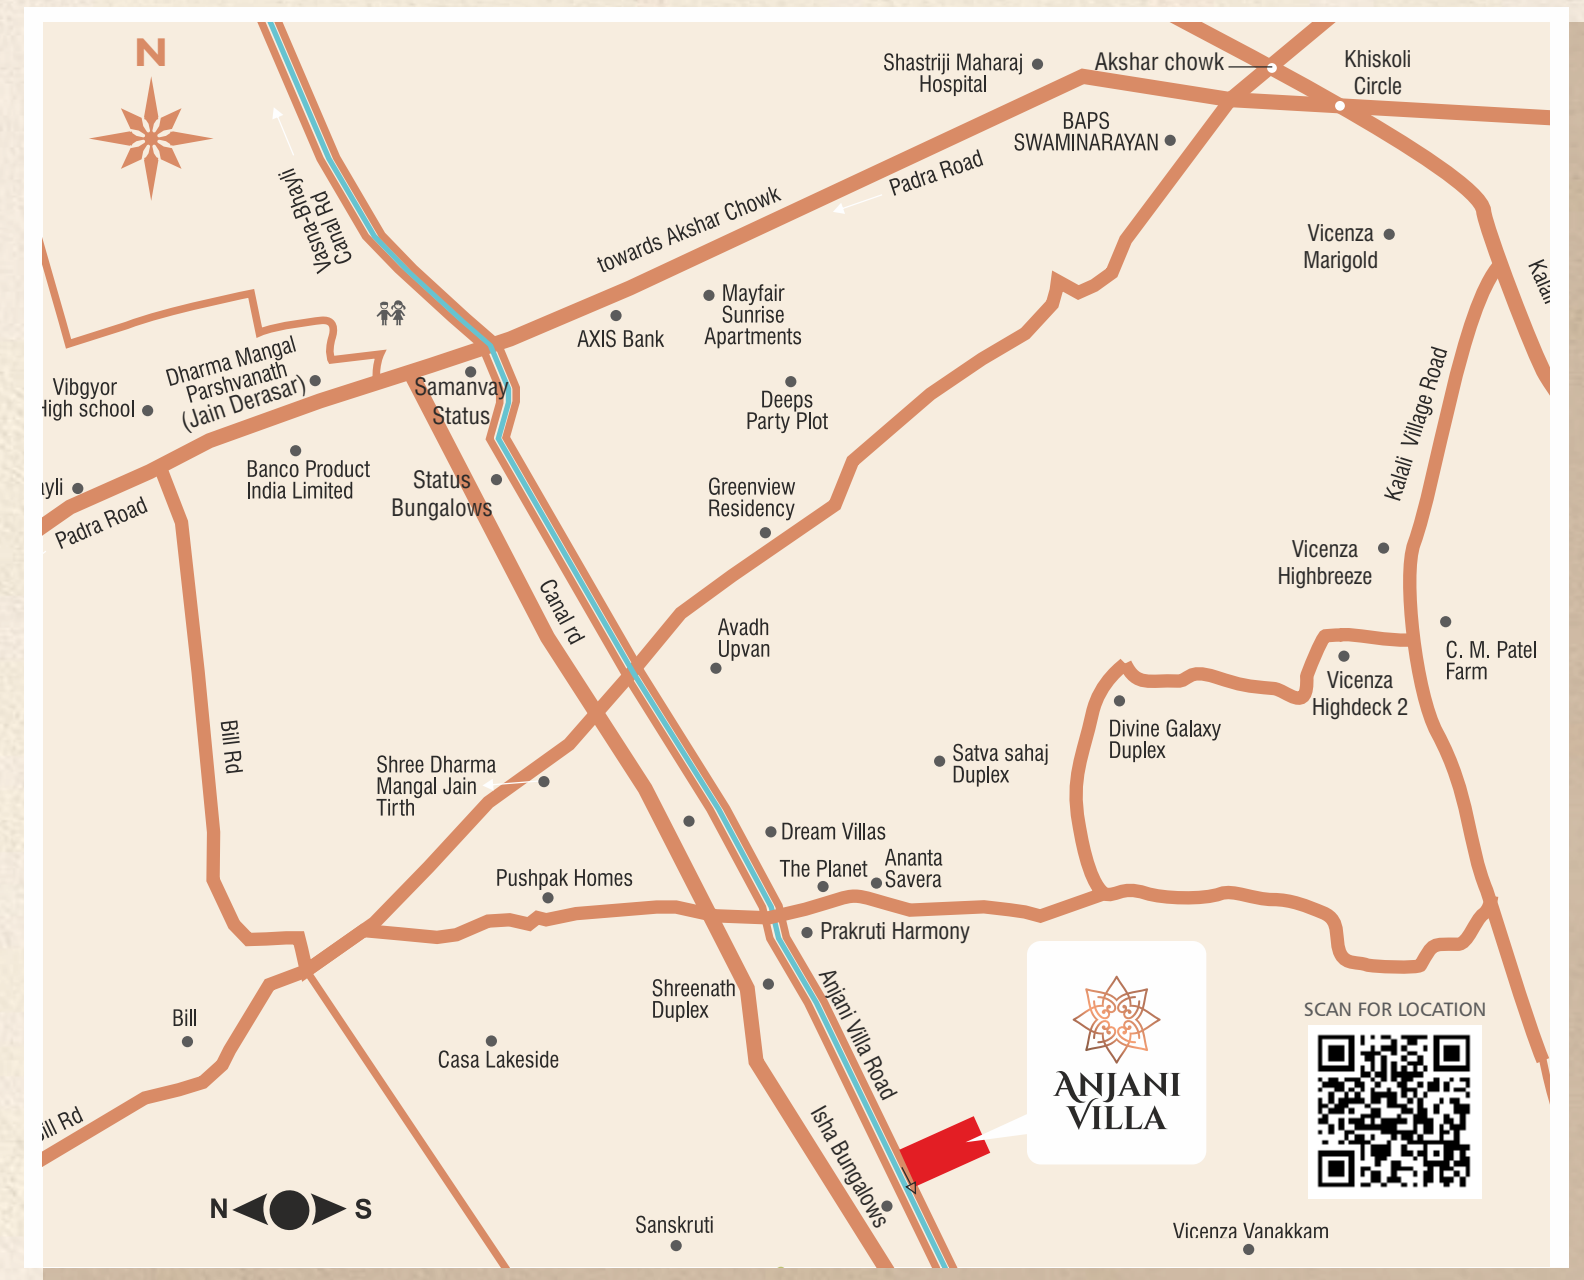 N
Shastriji Maharaj
Hospital
Akshar chowk
Khiskoli
Circle
BAPS
SWAMINARAYAN
Padra Road
towards Akshar Chowk
Vasna-Bhayli
Canal Rd
Vicenza
Marigold
Kalali
Mayfair
Sunrise
Apartments
AXIS Bank
Dharma Mangal
Parshvanath
(Jain Derasar)
Vibgyor
High school
Samanvay
Status
Deeps
Party Plot
Kalali Village Road
Banco Product
India Limited
Status
Bungalows
ayli
Padra Road
Greenview
Residency
Vicenza
Highbreeze
Canal rd
Avadh
Upvan
C. M. Patel
Farm
Vicenza
Highdeck 2
Bill Rd
Divine Galaxy
Duplex
Satva sahaj
Duplex
Shree Dharma
Mangal Jain
Tirth
Dream Villas
The Planet
Ananta
Savera
Pushpak Homes
Prakruti Harmony
Shreenath
Duplex
Anjani Villa Road
Bill
Casa Lakeside
SCAN FOR LOCATION
ANJANI
VILLA
ill Rd
Isha Bungalows
N S
Sanskruti
Vicenza Vanakkam